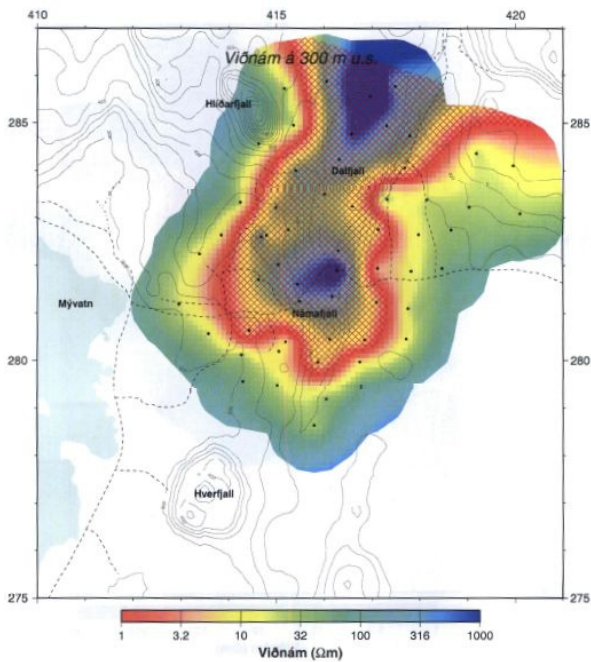 410 415 420
Viðnám á 300 m u.s.
Hlíðarfjall
285 285
Dalfjall
Mývatn
Námafjall
280 280
Hverfjall
275 275
1 3.2 10 32 100 316 1000
Viðnám (Ωm)